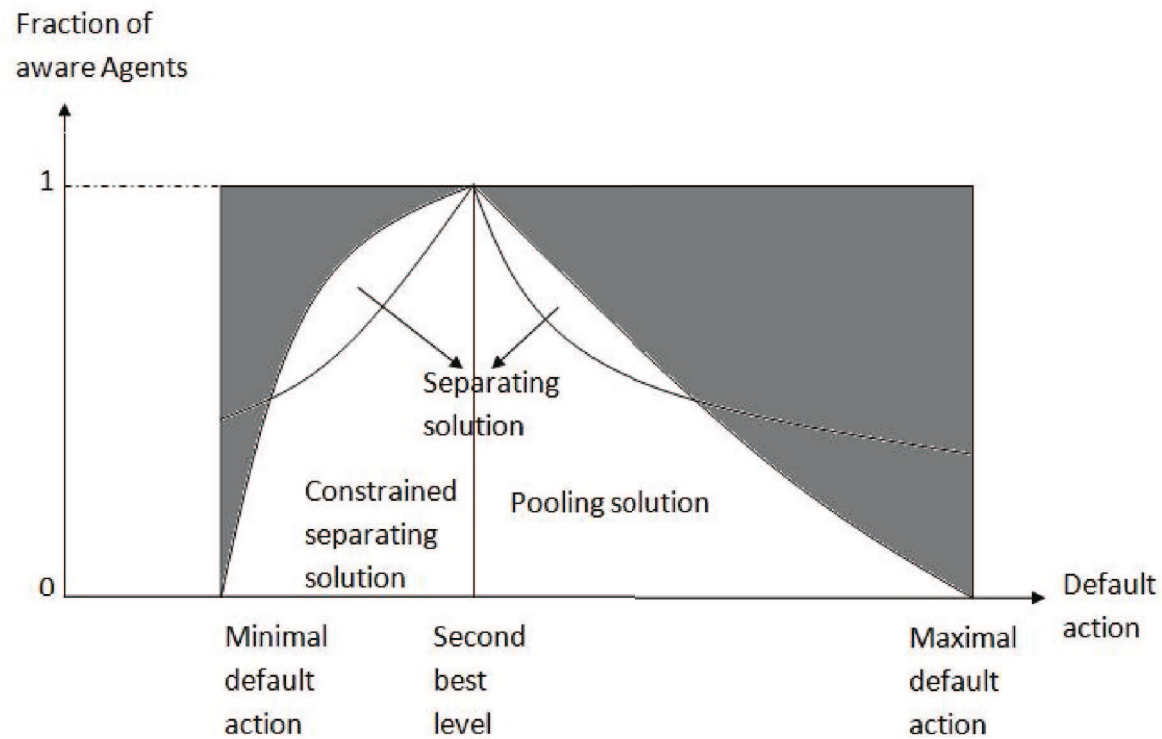 Fraction of
aware Agents
1
Separating
solution
Constrained
separating
solution
Pooling solution
0
Default
action
Minimal
default
action
Second
best
level
Maximal
default
action